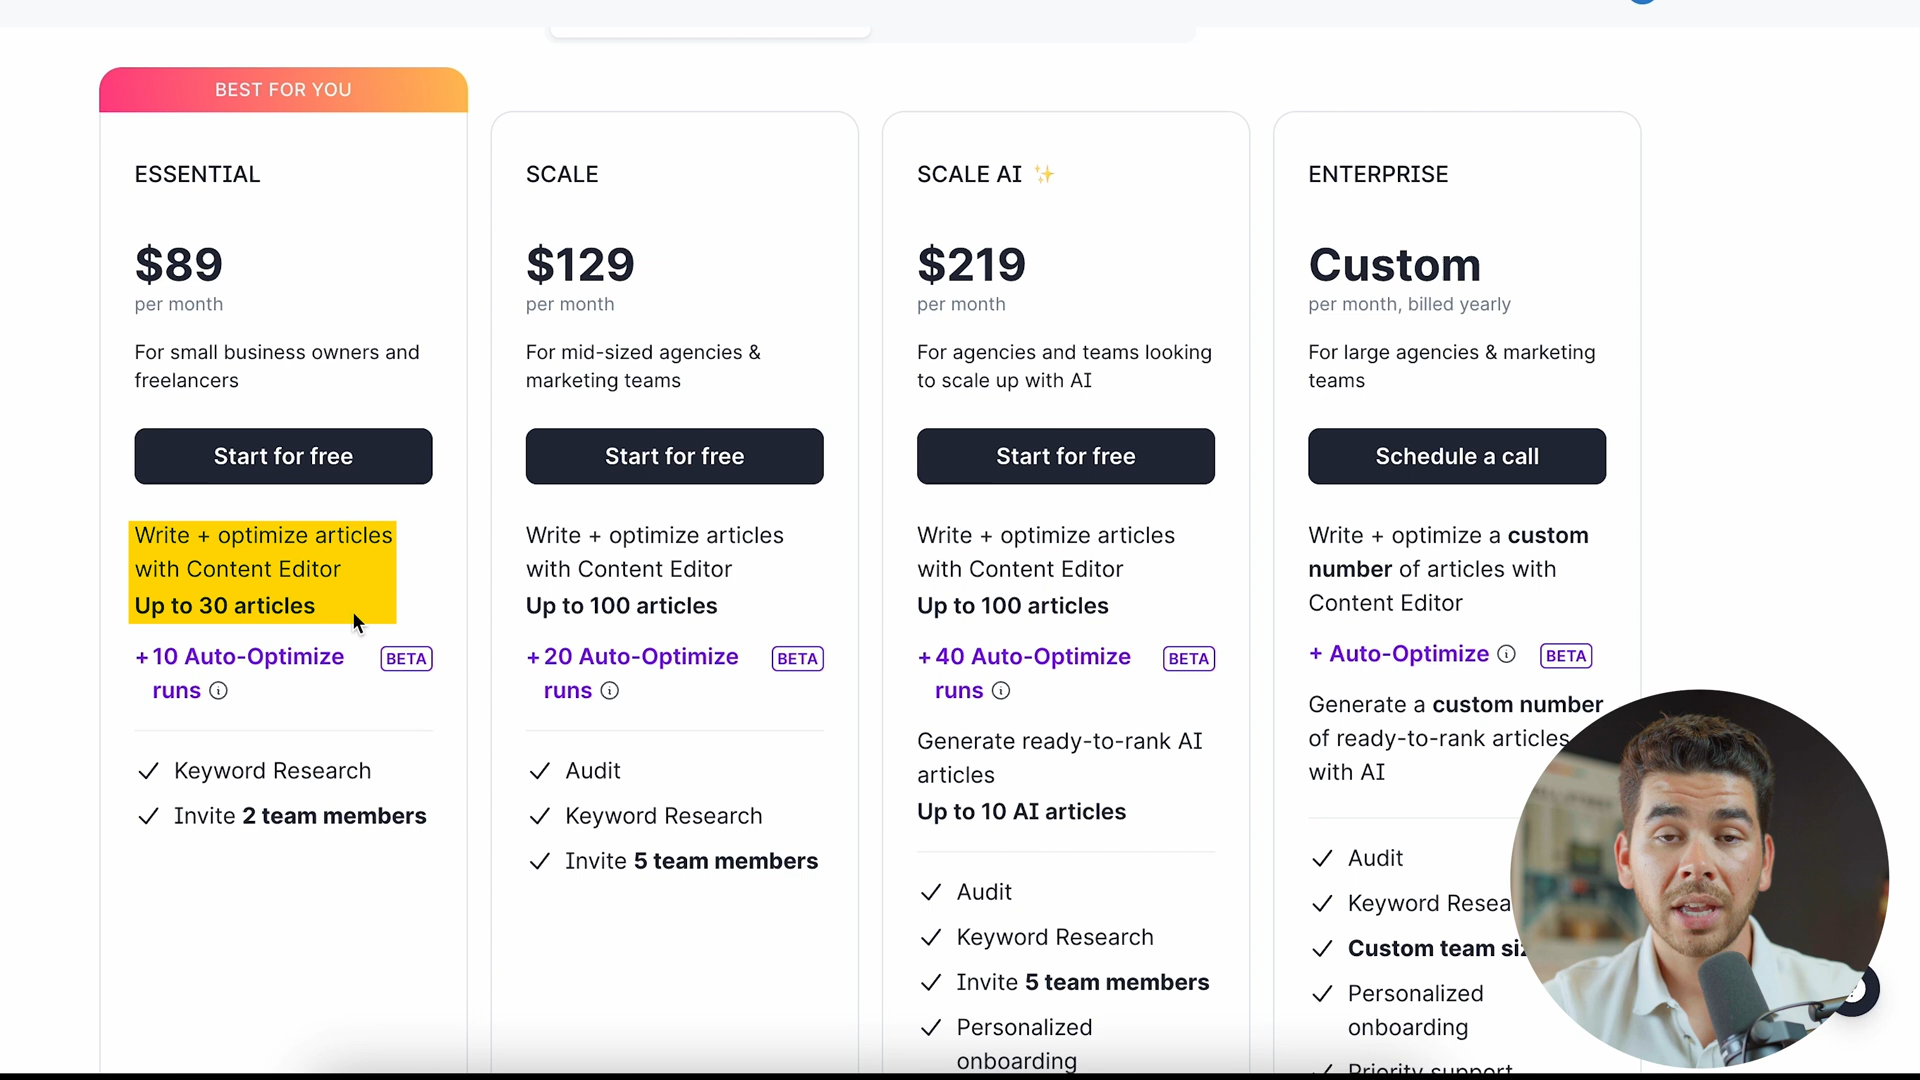 BEST FOR YOU
ESSENTIAL
$89
per month
For small business owners and
freelancers
Start for free
Write + optimize articles
with Content Editor
Up to 30 articles
+ 10 Auto-Optimize
runs
BETA
Keyword Research
Invite 2 team members
SCALE
$129
per month
For mid-sized agencies &
marketing teams
Start for free
Write + optimize articles
with Content Editor
Up to 100 articles
+ 20 Auto-Optimize
runs
BETA
Audit
Keyword Research
Invite 5 team members
SCALE AI
$219
per month
For agencies and teams looking
to scale up with AI
Start for free
Write + optimize articles
with Content Editor
Up to 100 articles
+ 40 Auto-Optimize
runs
BETA
Generate ready-to-rank AI
articles
Up to 10 AI articles
Audit
Keyword Research
Invite 5 team members
Personalized
onboarding
ENTERPRISE
Custom
per month, billed yearly
For large agencies & marketing
teams
Schedule a call
Write + optimize a custom
number of articles with
Content Editor
+ Auto-Optimize
BETA
Generate a custom number
of ready-to-rank articles
with AI
Audit
Keyword Resea
Custom team si
Personalized
onboarding
Priority support